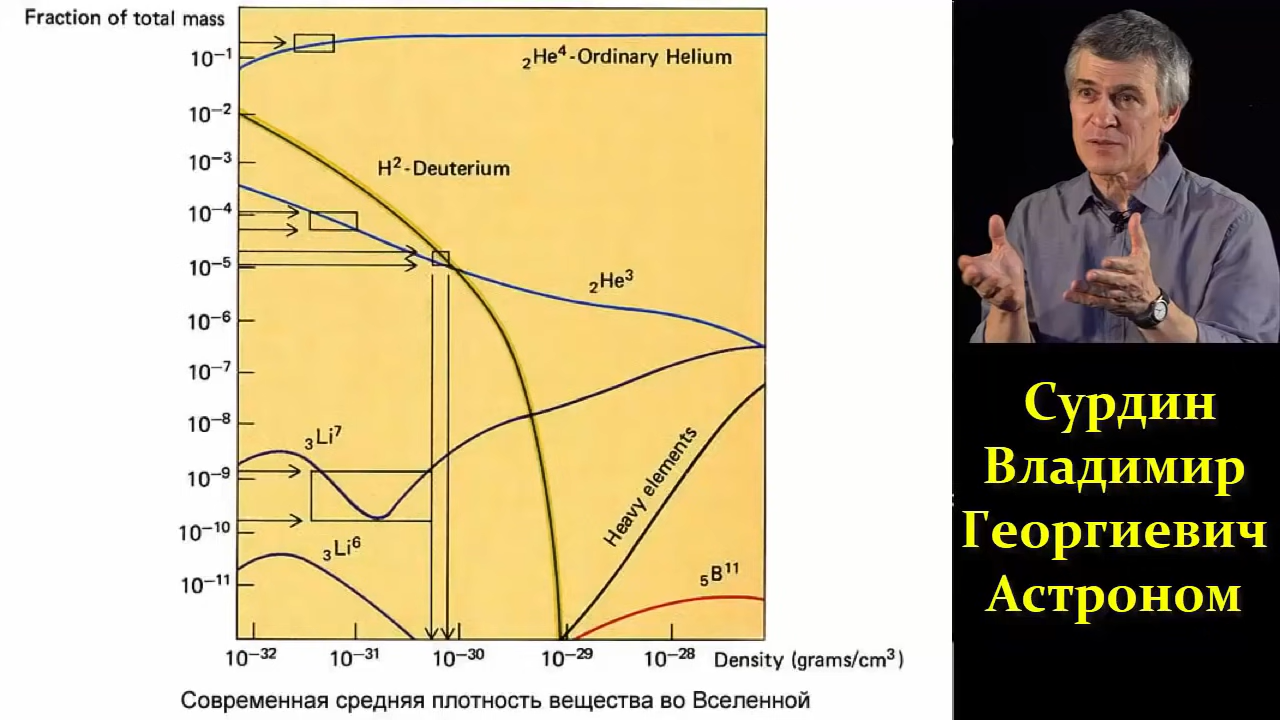 Fraction of total mass
10⁻¹
10⁻²
10⁻³
10⁻⁴
10⁻⁵
10⁻⁶
10⁻⁷
10⁻⁸
10⁻⁹
10⁻¹⁰
10⁻¹¹
₂He⁴-Ordinary Helium
H²-Deuterium
₂He³
₃Li⁷
₃Li⁶
Heavy elements
₅B¹¹
10⁻³² 10⁻³¹ 10⁻³⁰ 10⁻²⁹ 10⁻²⁸ Density (grams/cm³)
Современная средняя плотность вещества во Вселенной
Сурдин
Владимир
Георгиевич
Астроном